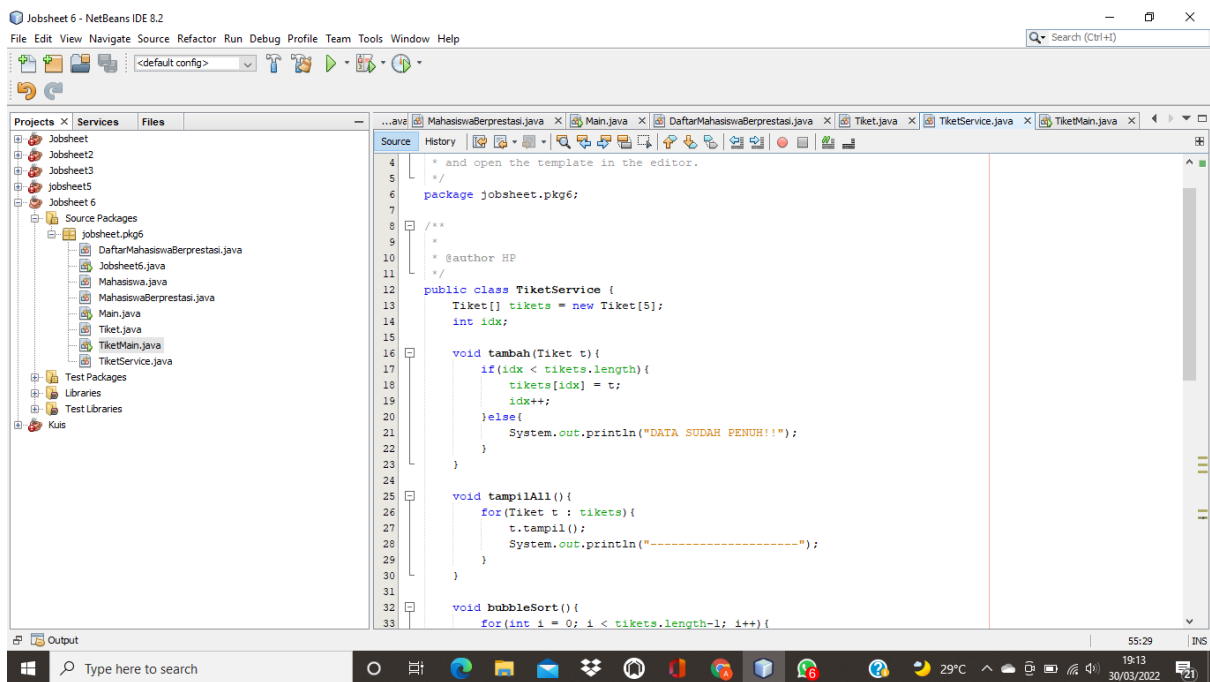 Jobsheet 6 - NetBeans IDE 8.2
File Edit View Navigate Source Refactor Run Debug Profile Team Tools Window Help
Search (Ctrl+I)
<default config>
Projects Services Files
Jobsheet
Jobsheet2
Jobsheet3
jobsheet5
Jobsheet 6
Source Packages
jobsheet.pkg6
DaftarMahasiswaBerprestasi.java
Jobsheet6.java
Mahasiswa.java
MahasiswaBerprestasi.java
Main.java
Tiket.java
TiketMain.java
TiketService.java
Test Packages
Libraries
Test Libraries
Kuis
...ava MahasiswaBerprestasi.java Main.java DaftarMahasiswaBerprestasi.java Tiket.java TiketService.java TiketMain.java
Source History
4 * and open the template in the editor.
5 */
6 package jobsheet.pkg6;
7
8 /**
9 *
10 * @author HP
11 */
12 public class TiketService {
13 Tiket[] tikets = new Tiket[5];
14 int idx;
15
16 void tambah(Tiket t){
17 if(idx < tikets.length){
18 tikets[idx] = t;
19 idx++;
20 }else{
21 System.out.println("DATA SUDAH PENUH!!");
22 }
23 }
24
25 void tampilAll(){
26 for(Tiket t : tikets){
27 t.tampil();
28 System.out.println("---------------------");
29 }
30 }
31
32 void bubbleSort(){
33 for(int i = 0; i < tikets.length-1; i++){
Output
55:29 INS
Type here to search
6
29°C
19:13
30/03/2022
21